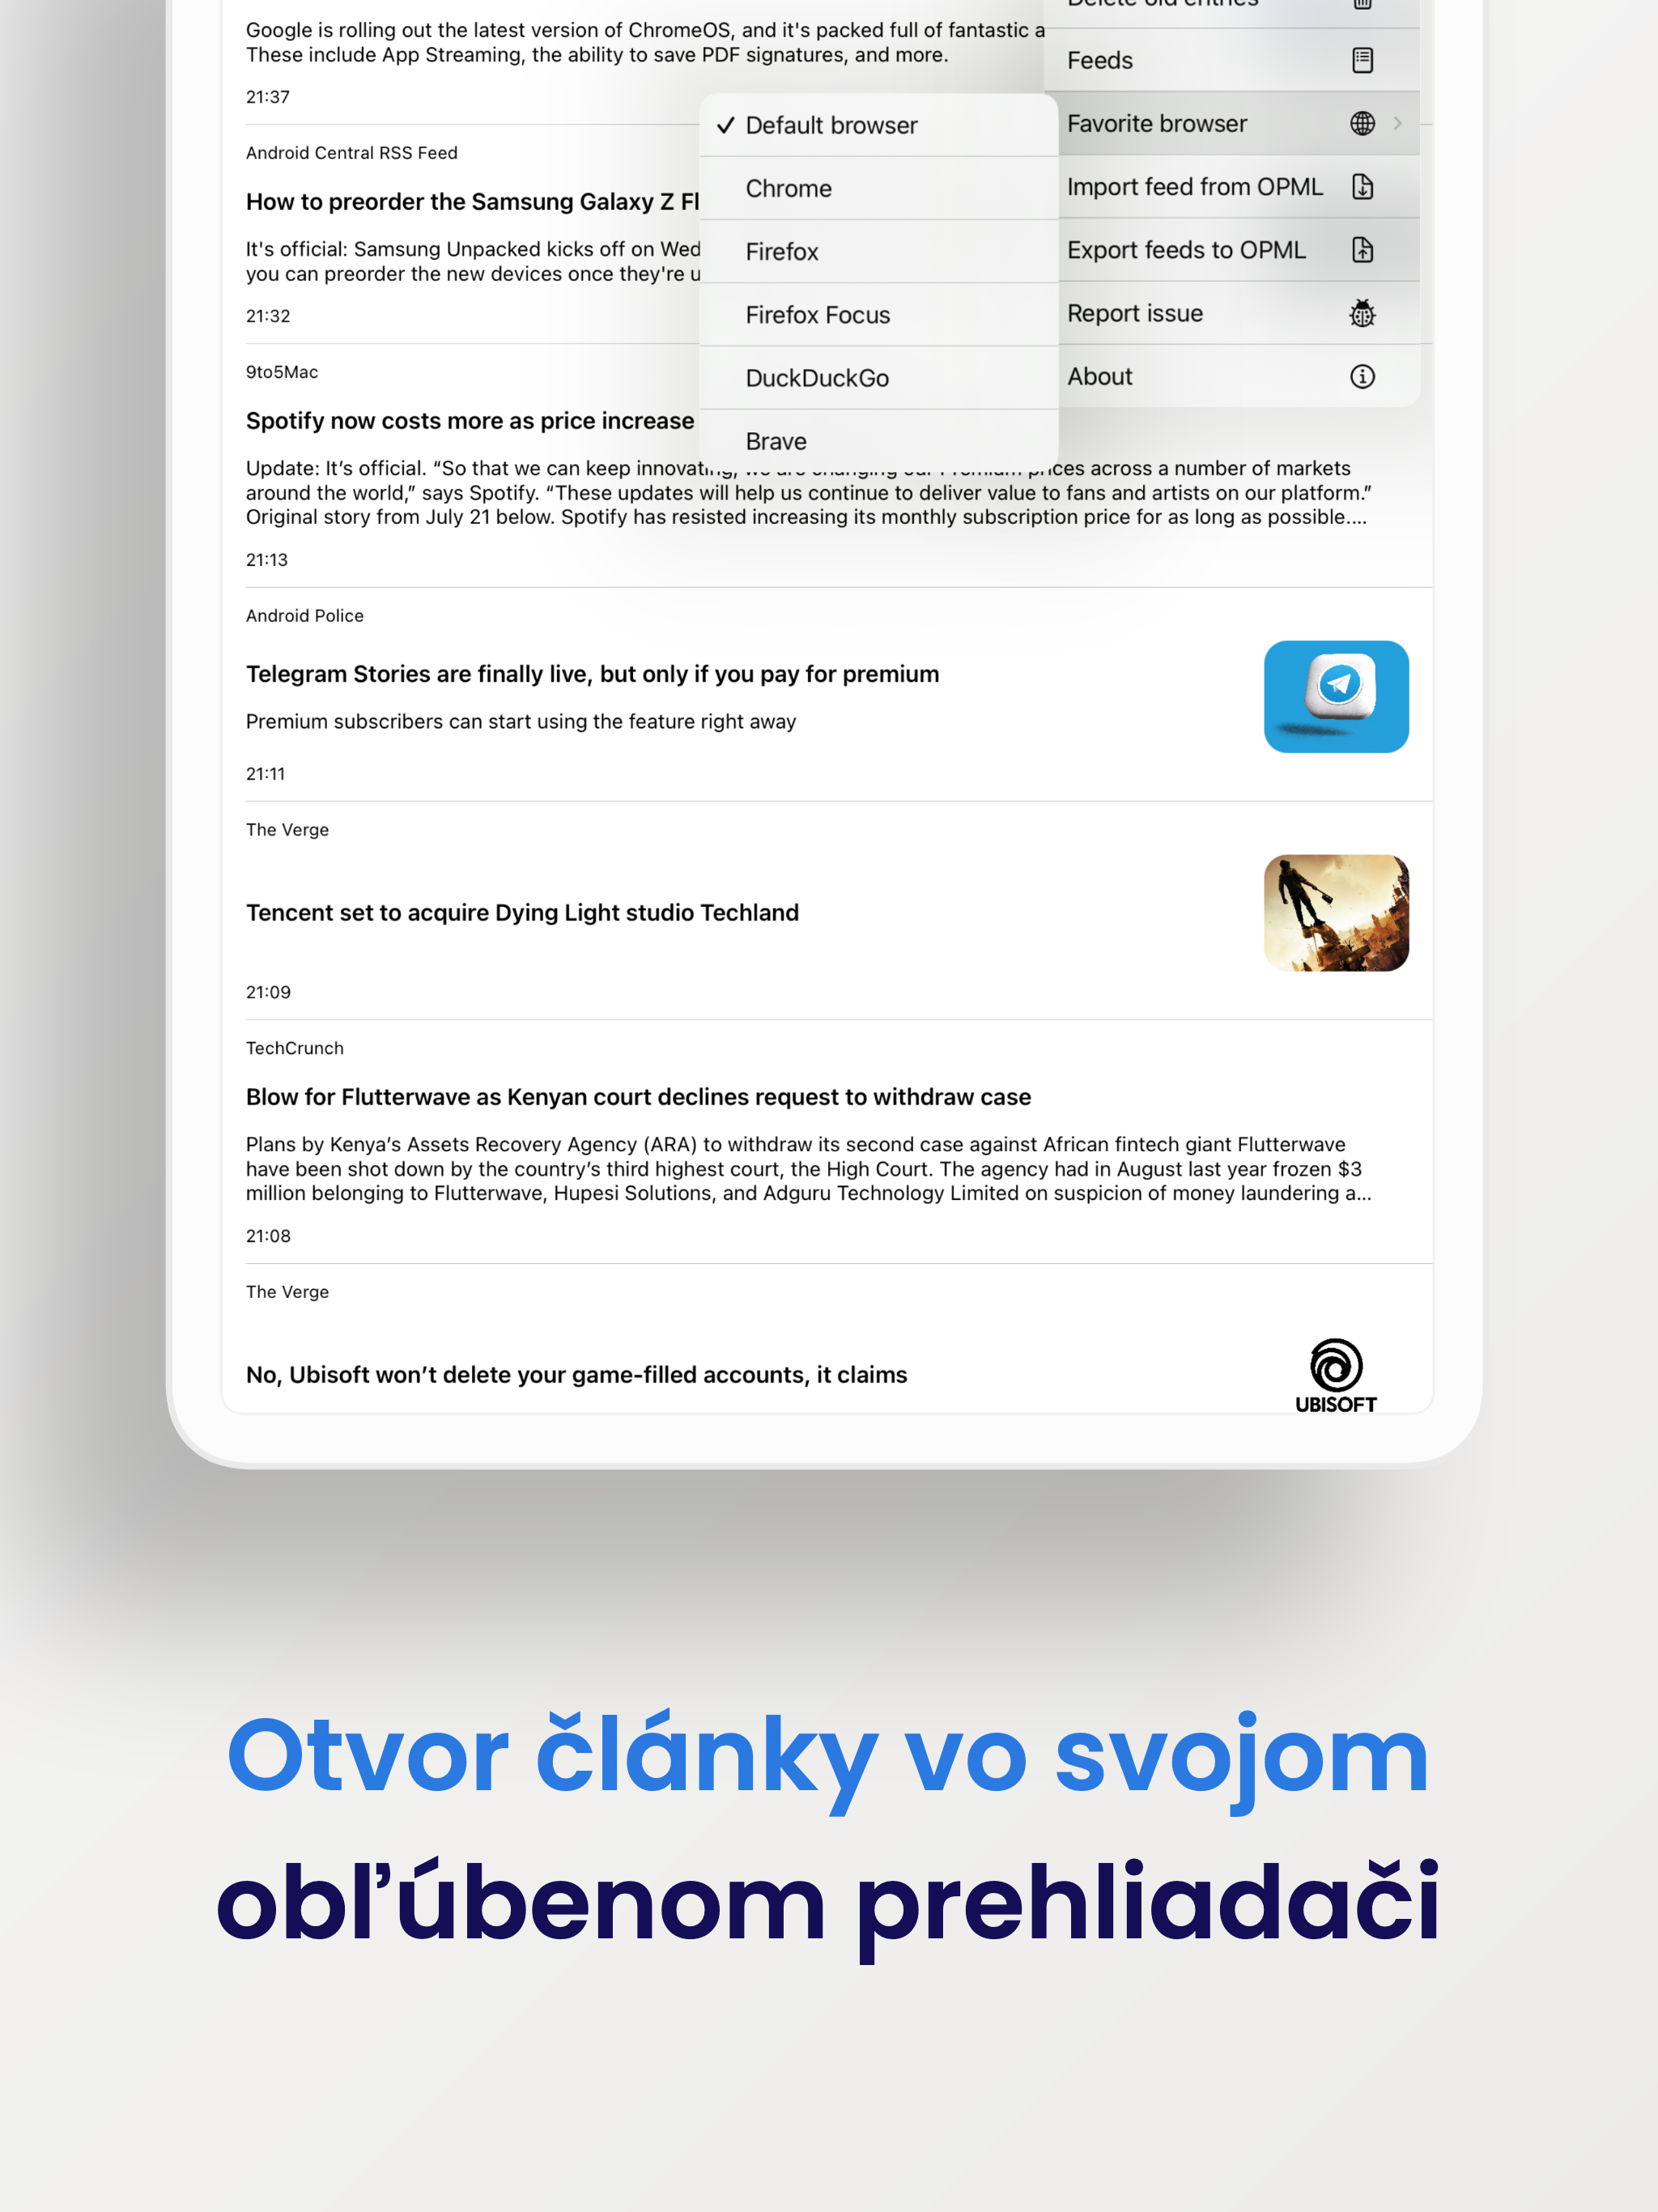 Delete old entries
Google is rolling out the latest version of ChromeOS, and it's packed full of fantastic
These include App Streaming, the ability to save PDF signatures, and more.
21:37
Feeds
Favorite browser
Import feed from OPML
Export feeds to OPML
Report issue
About
Default browser
Chrome
Firefox
Firefox Focus
DuckDuckGo
Brave
Android Central RSS Feed
How to preorder the Samsung Galaxy Z
It's official: Samsung Unpacked kicks off on
you can preorder the new devices once they're
21:32
9to5Mac
Spotify now costs more as price increase
Update: It’s official. “So that we can keep innovating, we are changing our Premium prices across a number of markets
around the world,” says Spotify. “These updates will help us continue to deliver value to fans and artists on our platform.”
Original story from July 21 below. Spotify has resisted increasing its monthly subscription price for as long as possible....
21:13
Android Police
Telegram Stories are finally live, but only if you pay for premium
Premium subscribers can start using the feature right away
21:11
The Verge
Tencent set to acquire Dying Light studio Techland
21:09
TechCrunch
Blow for Flutterwave as Kenyan court declines request to withdraw case
Plans by Kenya’s Assets Recovery Agency (ARA) to withdraw its second case against African fintech giant Flutterwave
have been shot down by the country’s third highest court, the High Court. The agency had in August last year frozen $3
million belonging to Flutterwave, Hupesi Solutions, and Adguru Technology Limited on suspicion of money laundering a...
21:08
The Verge
No, Ubisoft won’t delete your game-filled accounts, it claims
UBISOFT
Otvor články vo svojom
obľúbenom prehliadači